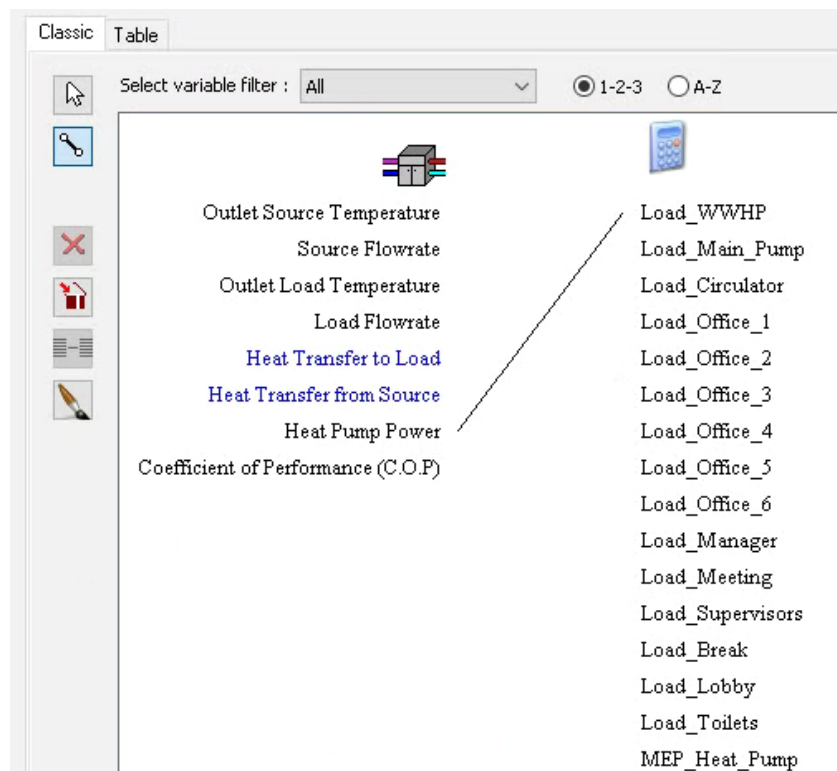 Classic Table
Select variable filter : All 1-2-3 A-Z
Outlet Source Temperature
Source Flowrate
Outlet Load Temperature
Load Flowrate
Heat Transfer to Load
Heat Transfer from Source
Heat Pump Power
Coefficient of Performance (C.O.P)
Load_WWHP
Load_Main_Pump
Load_Circulator
Load_Office_1
Load_Office_2
Load_Office_3
Load_Office_4
Load_Office_5
Load_Office_6
Load_Manager
Load_Meeting
Load_Supervisors
Load_Break
Load_Lobby
Load_Toilets
MEP_Heat_Pump